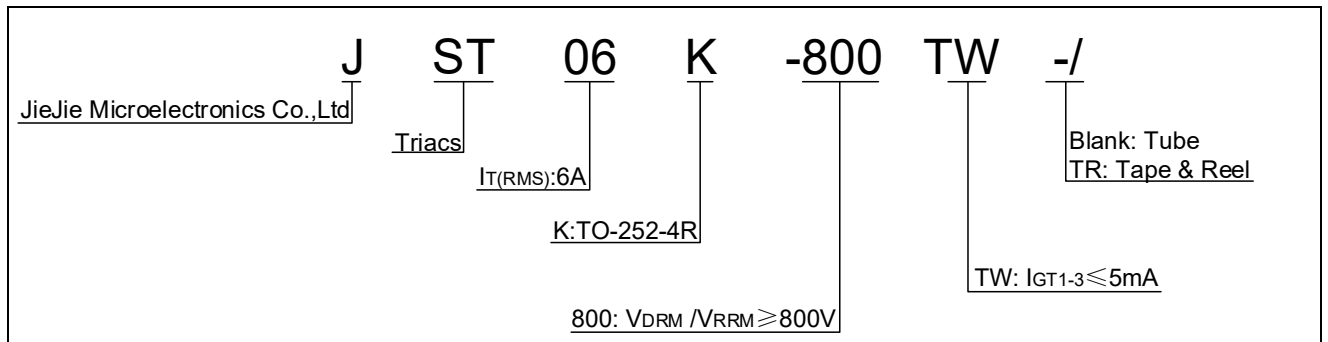 J ST 06 K -800 TW -/
JieJie Microelectronics Co.,Ltd
Triacs
Blank: Tube
TR: Tape & Reel
IT(RMS):6A
K:TO-252-4R
TW: IGT1-3≤5mA
800: VDRM /VRRM≥800V